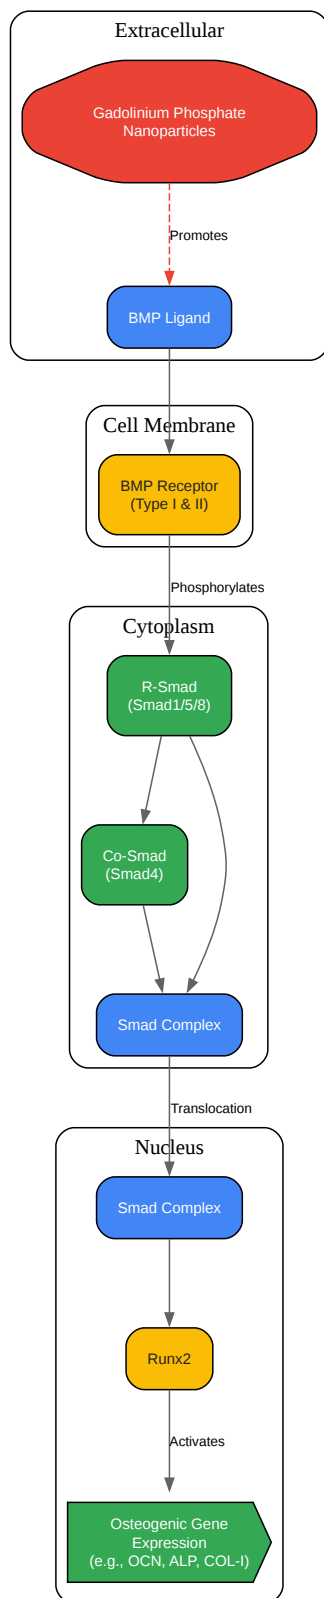 Extracellular
Gadolinium Phosphate
Nanoparticles
Promotes
BMP Ligand
Cell Membrane
BMP Receptor
(Type I & II)
Phosphorylates
Cytoplasm
R-Smad
(Smad1/5/8)
Co-Smad
(Smad4)
Smad Complex
Translocation
Nucleus
Smad Complex
Runx2
Activates
Osteogenic Gene
Expression
(e.g., OCN, ALP, COL-I)